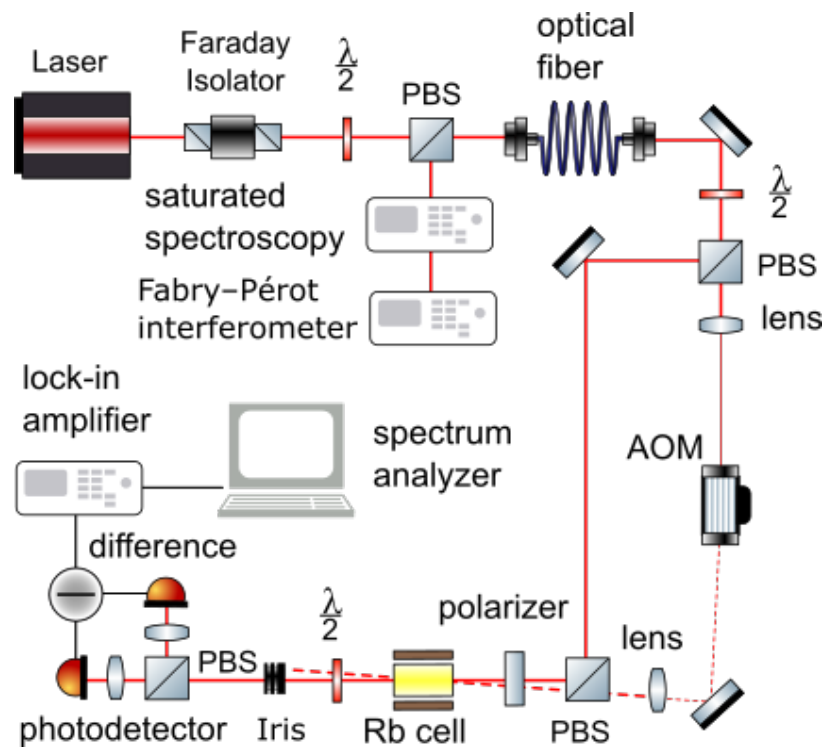 Laser
Faraday
Isolator
λ
2
PBS
optical
fiber
saturated
spectroscopy
Fabry–Pérot
interferometer
λ
2
PBS
lens
lock-in
amplifier
spectrum
analyzer
AOM
difference
λ
2
polarizer
lens
PBS
photodetector
Iris
Rb cell
PBS